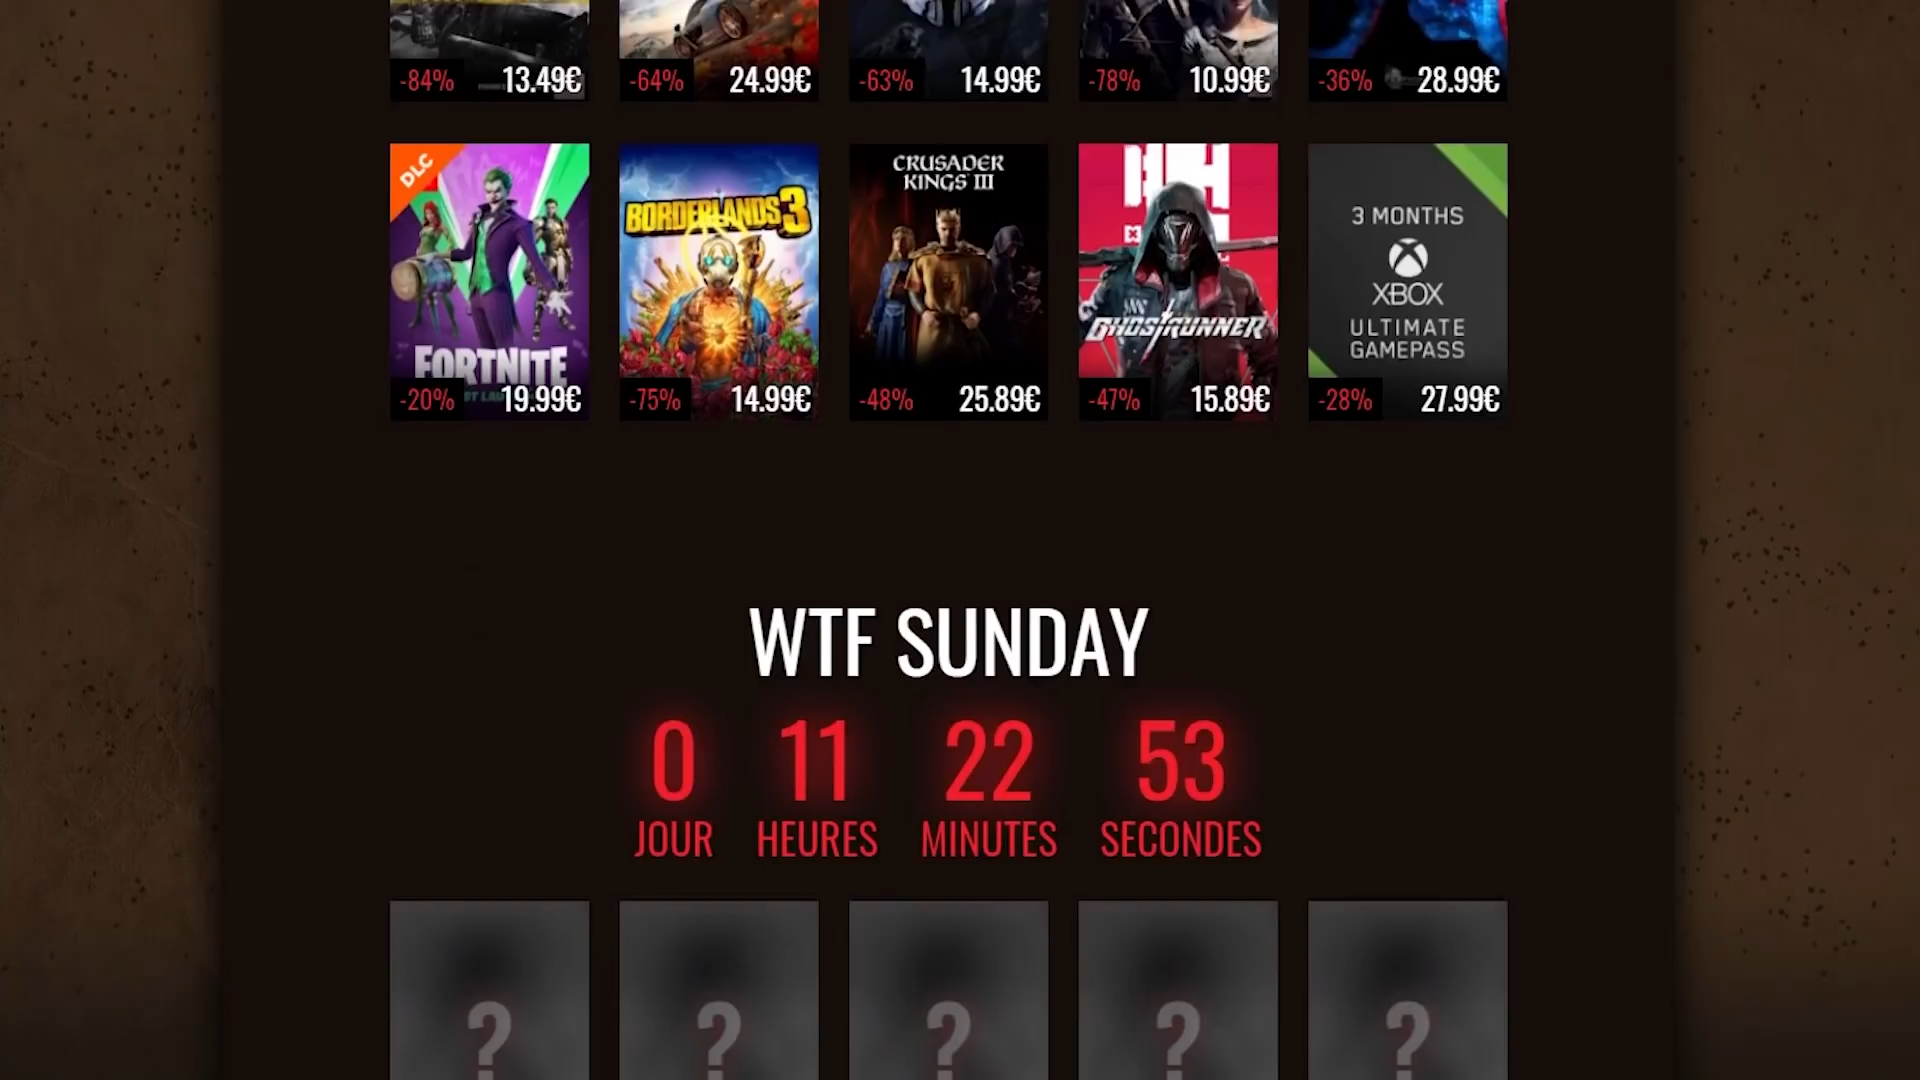 -84% 13.49€
-64% 24.99€
-63% 14.99€
-78% 10.99€
-36% 28.99€
DLC
FORTNITE
-20% 19.99€
BORDERLANDS 3
-75% 14.99€
CRUSADER
KINGS III
-48% 25.89€
GHOSTRUNNER
-47% 15.89€
3 MONTHS
XBOX
ULTIMATE
GAMEPASS
-28% 27.99€
WTF SUNDAY
0 11 22 53
JOUR HEURES MINUTES SECONDES
? ? ? ? ?